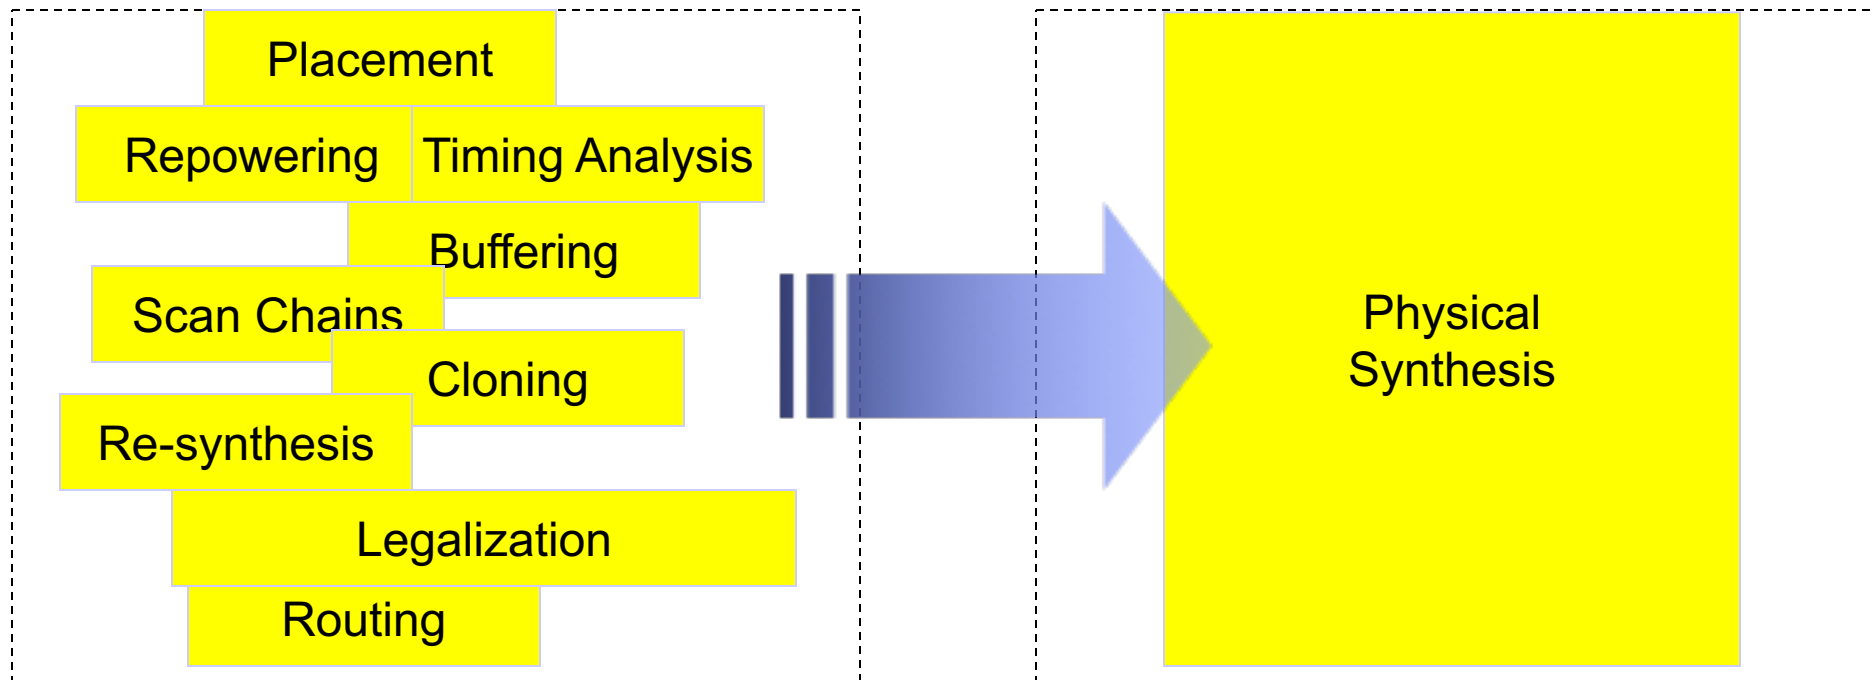 Placement
Repowering
Timing Analysis
Buffering
Scan Chains
Cloning
Re-synthesis
Legalization
Routing
Physical
Synthesis